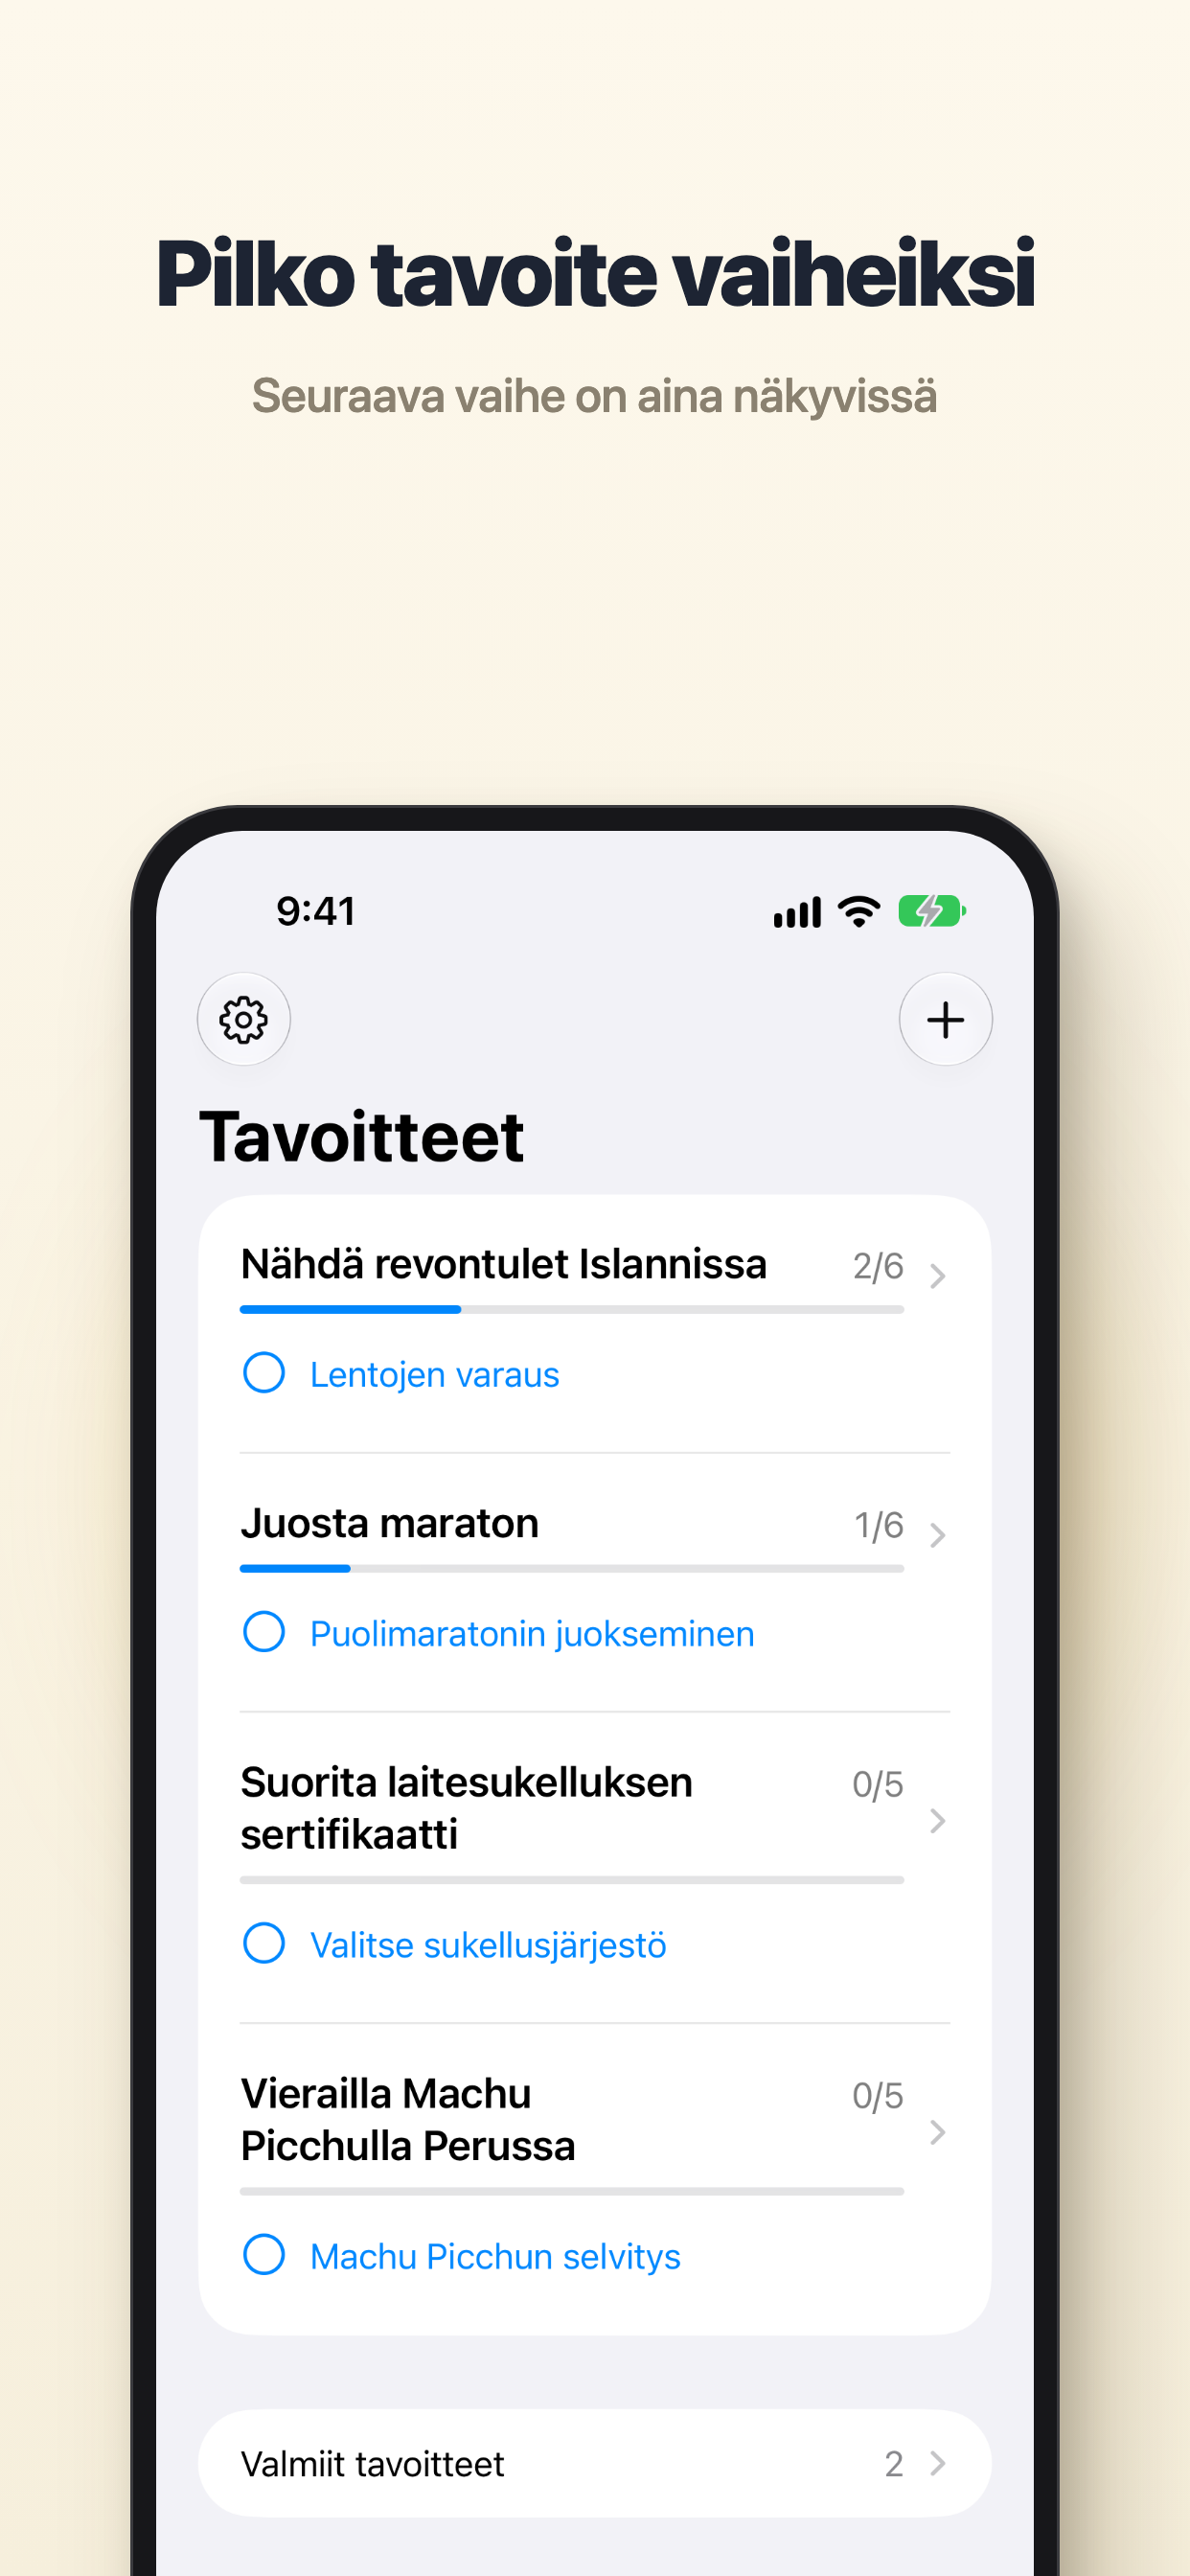 Pilko tavoite vaiheiksi
Seuraava vaihe on aina näkyvissä
9:41
Tavoitteet
Nähdä revontulet Islannissa 2/6
Lentojen varaus
Juosta maraton 1/6
Puolimaratonin juokseminen
Suorita laitesukelluksen 0/5
sertifikaatti
Valitse sukellusjärjestö
Vierailla Machu 0/5
Picchulla Perussa
Machu Picchun selvitys
Valmiit tavoitteet 2